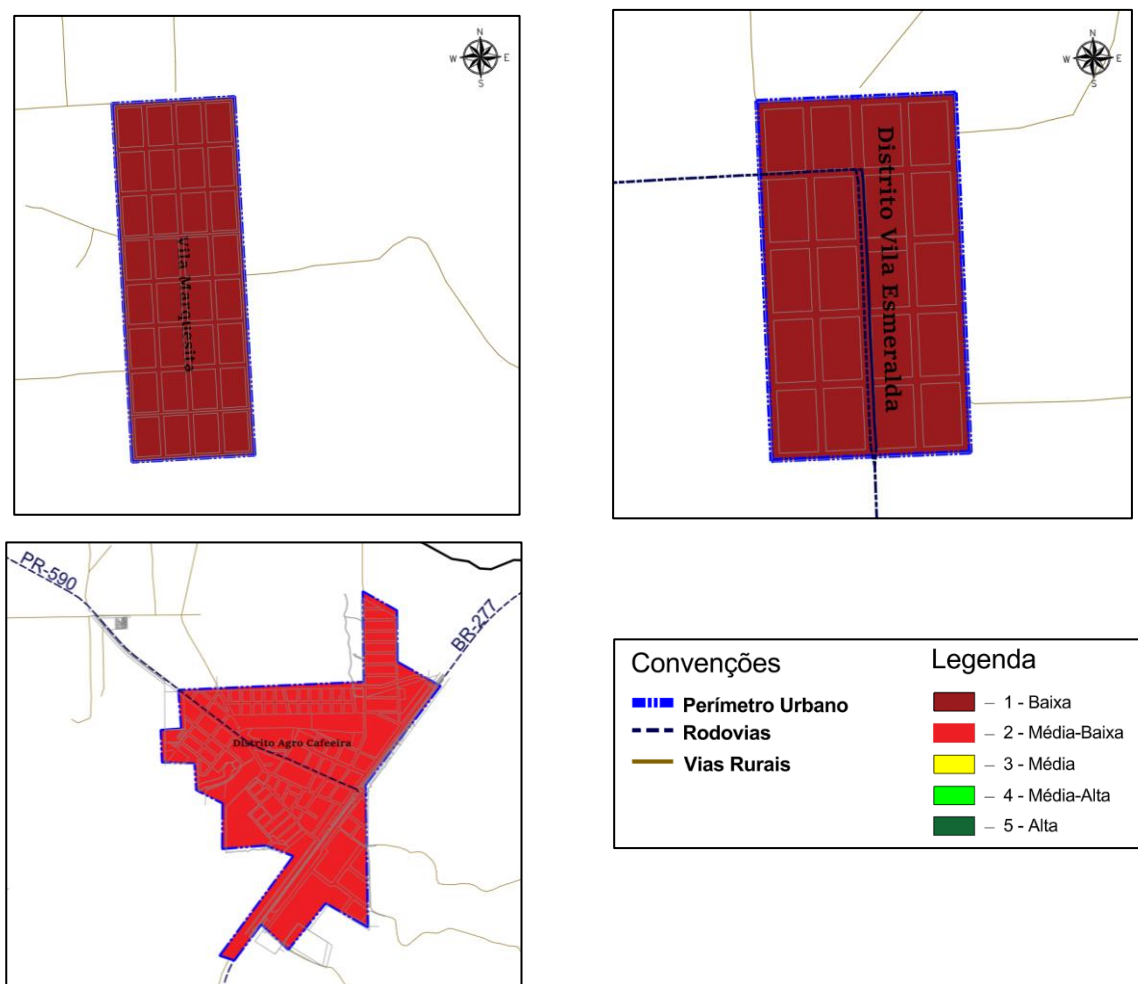 N
W E
S
Vila Marquesita
N
W E
S
Distrito Vila Esmeralda
PR-590
BR-277
Distrito Agro Cafeeira
Convenções
Perímetro Urbano
Rodovias
Vias Rurais
Legenda
– 1 - Baixa
– 2 - Média-Baixa
– 3 - Média
– 4 - Média-Alta
– 5 - Alta